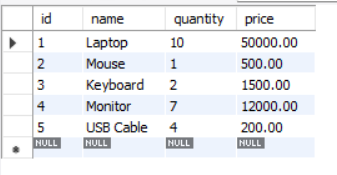 id name quantity price
1 Laptop 10 50000.00
2 Mouse 1 500.00
3 Keyboard 2 1500.00
4 Monitor 7 12000.00
5 USB Cable 4 200.00
NULL NULL NULL NULL